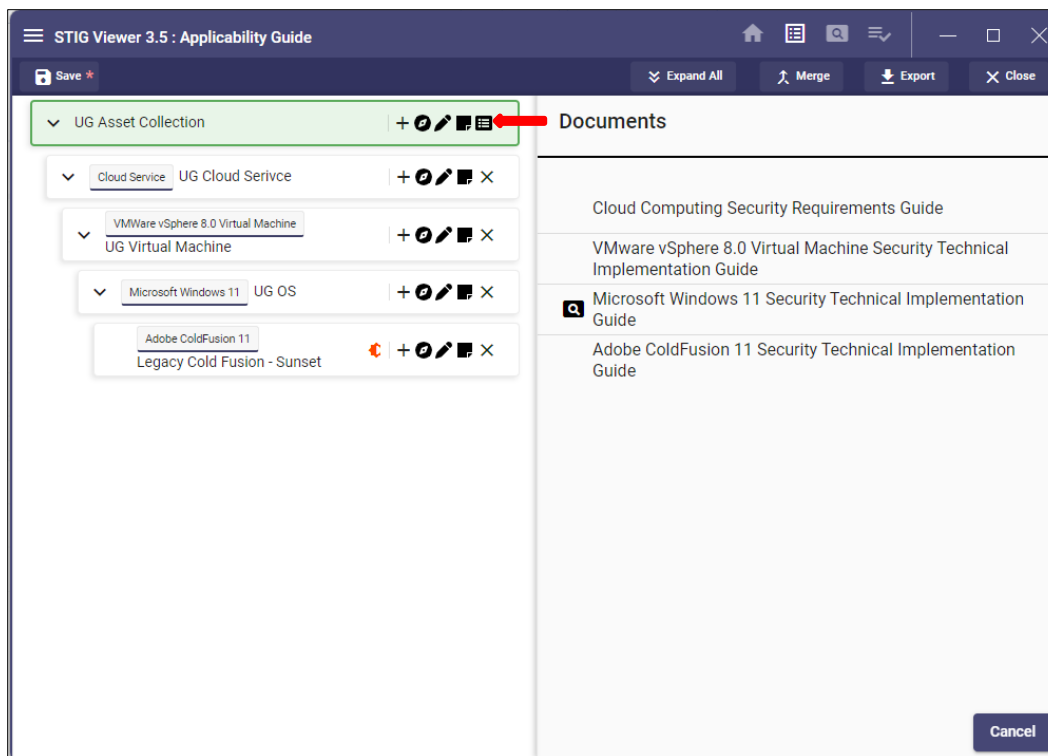 STIG Viewer 3.5 : Applicability Guide
Save *
Expand All
Merge
Export
Close
UG Asset Collection
Cloud Service UG Cloud Serivce
VMWare vSphere 8.0 Virtual Machine
UG Virtual Machine
Microsoft Windows 11 UG OS
Adobe ColdFusion 11
Legacy Cold Fusion - Sunset
Documents
Cloud Computing Security Requirements Guide
VMware vSphere 8.0 Virtual Machine Security Technical
Implementation Guide
Microsoft Windows 11 Security Technical Implementation
Guide
Adobe ColdFusion 11 Security Technical Implementation
Guide
Cancel